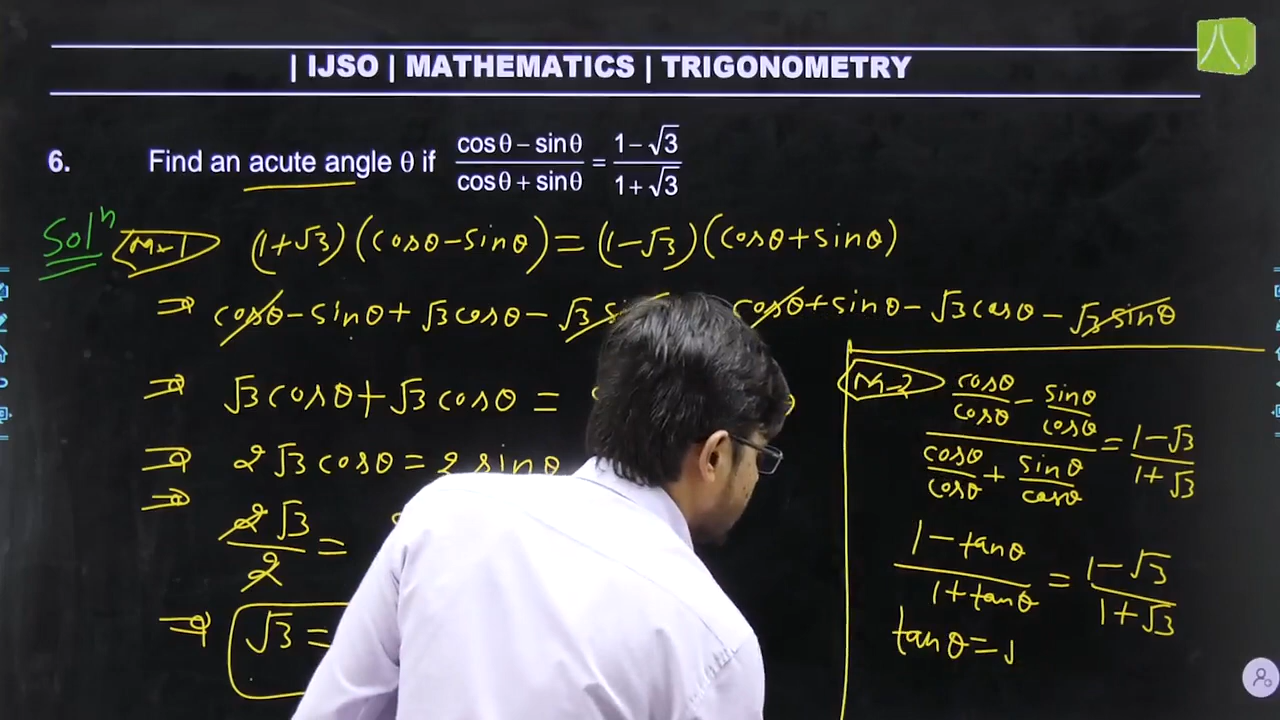 | IJSO | MATHEMATICS | TRIGONOMETRY
6. Find an acute angle θ if (cosθ − sinθ)/(cosθ + sinθ) = (1 − √3)/(1 + √3)
Solⁿ M-1 (1+√3)(cosθ−sinθ) = (1−√3)(cosθ+sinθ)
⇒ cosθ − sinθ + √3cosθ − √3 cosθ + sinθ − √3cosθ − √3sinθ
⇒ √3cosθ + √3cosθ =
⇒ 2√3cosθ = 2 sinθ
⇒ 2√3/2 =
⇒ √3 =
M-2 (cosθ/cosθ − sinθ/cosθ)/(cosθ/cosθ + sinθ/cosθ) = (1−√3)/(1+√3)
(1−tanθ)/(1+tanθ) = (1−√3)/(1+√3)
tanθ =